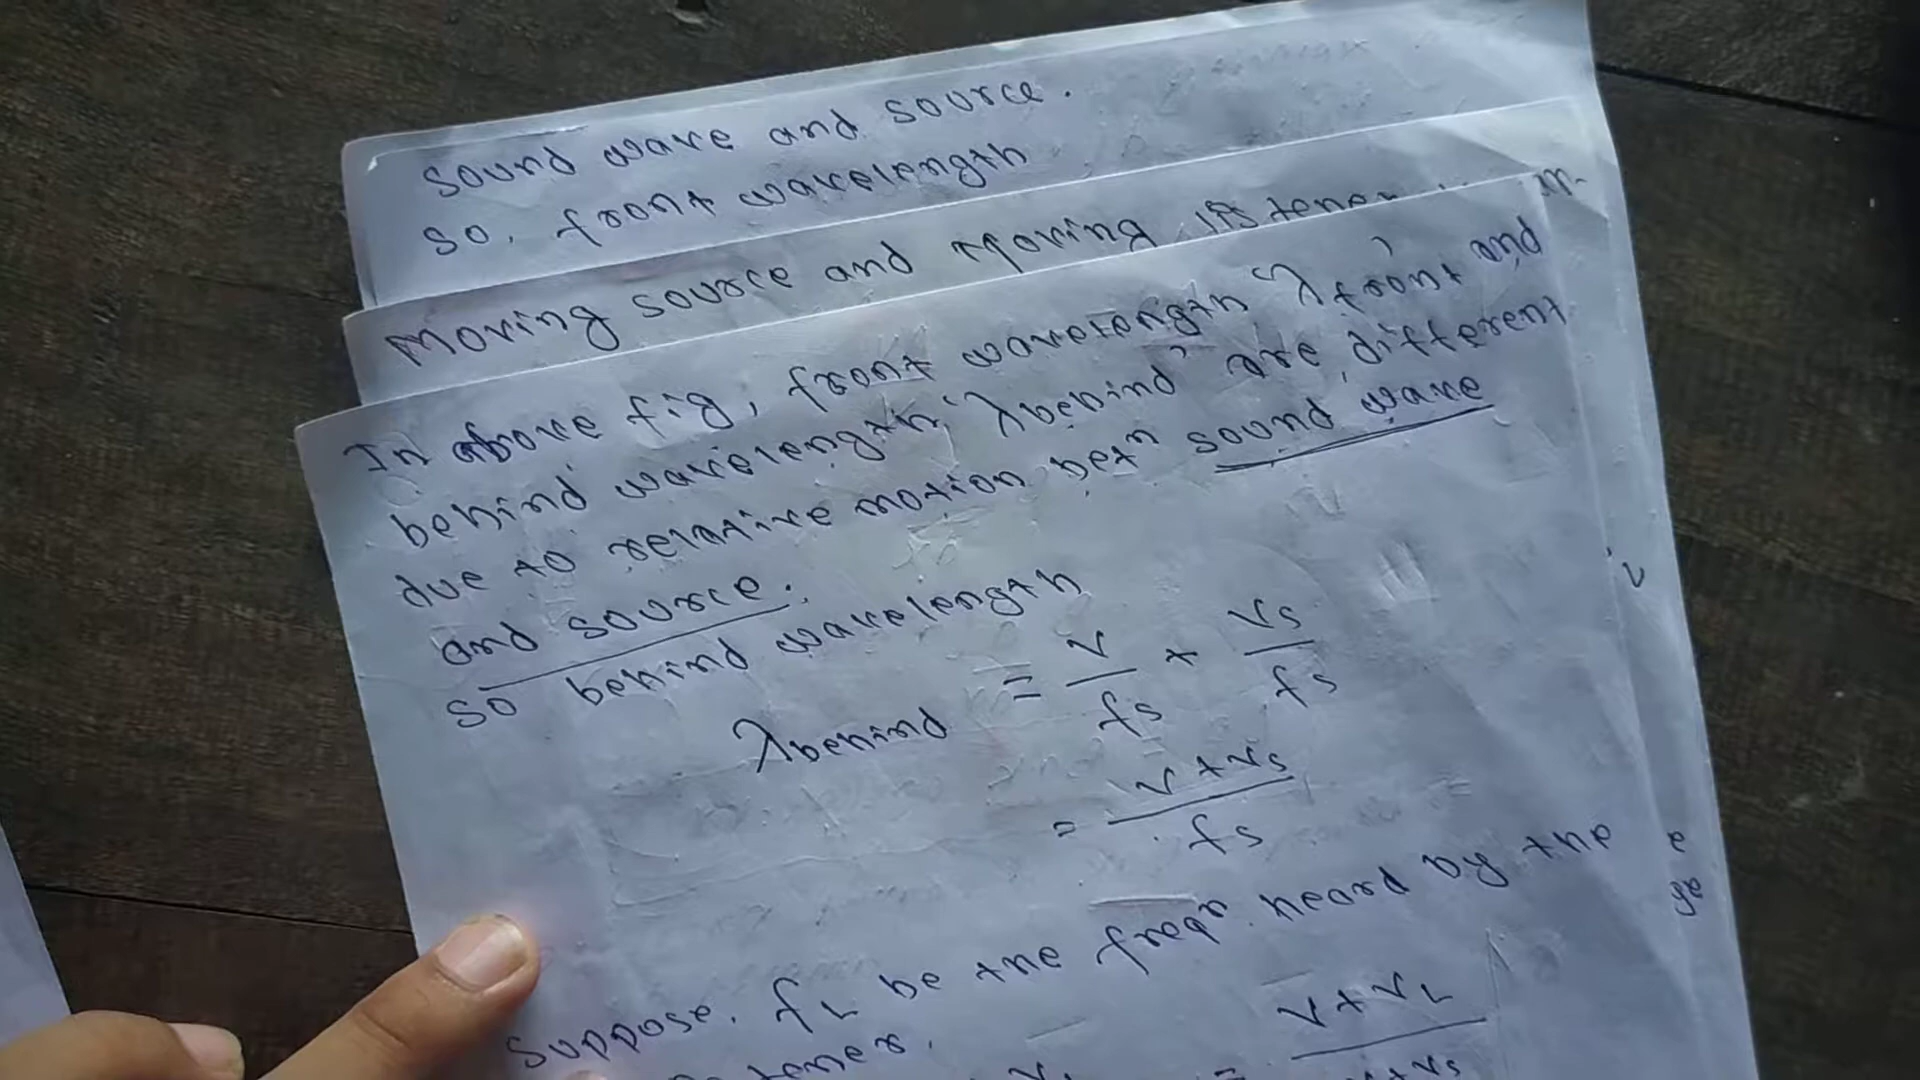 sound wave and source.
so, front wavelength
Moving source and Moving listener
In above fig, front wavelength 'λfront' and
behind wavelength 'λbehind' are different
due to relative motion betn sound wave
and source.
so behind wavelength
λbehind = v/fs + vs/fs
= v+vs/fs
Suppose. fL be the freqn. heard by the
= v+vL